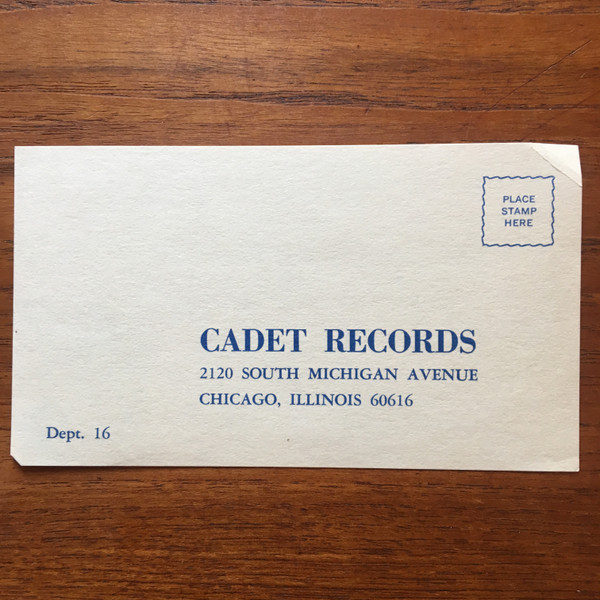 PLACE
STAMP
HERE
CADET RECORDS
2120 SOUTH MICHIGAN AVENUE
CHICAGO, ILLINOIS 60616
Dept. 16